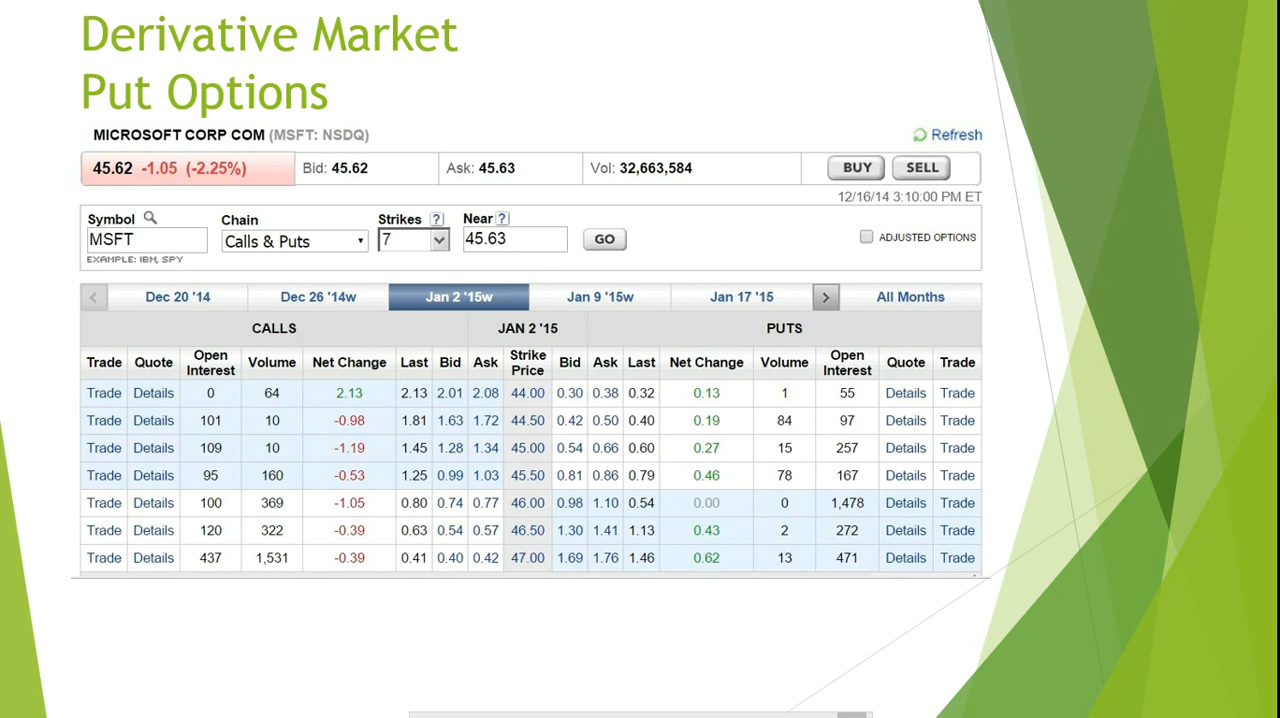 Derivative Market
Put Options
MICROSOFT CORP COM (MSFT: NSDQ) Refresh
45.62 -1.05 (-2.25%) Bid: 45.62 Ask: 45.63 Vol: 32,663,584 BUY SELL
12/16/14 3:10:00 PM ET
Symbol Chain Strikes ? Near ?
MSFT Calls & Puts 7 45.63 GO ADJUSTED OPTIONS
EXAMPLE: IBM, SPY
< Dec 20 '14 Dec 26 '14w Jan 2 '15w Jan 9 '15w Jan 17 '15 > All Months
CALLS JAN 2 '15 PUTS
Trade Quote Open Interest Volume Net Change Last Bid Ask Strike Price Bid Ask Last Net Change Volume Open Interest Quote Trade
Trade Details 0 64 2.13 2.13 2.01 2.08 44.00 0.30 0.38 0.32 0.13 1 55 Details Trade
Trade Details 101 10 -0.98 1.81 1.63 1.72 44.50 0.42 0.50 0.40 0.19 84 97 Details Trade
Trade Details 109 10 -1.19 1.45 1.28 1.34 45.00 0.54 0.66 0.60 0.27 15 257 Details Trade
Trade Details 95 160 -0.53 1.25 0.99 1.03 45.50 0.81 0.86 0.79 0.46 78 167 Details Trade
Trade Details 100 369 -1.05 0.80 0.74 0.77 46.00 0.98 1.10 0.54 0.00 0 1,478 Details Trade
Trade Details 120 322 -0.39 0.63 0.54 0.57 46.50 1.30 1.41 1.13 0.43 2 272 Details Trade
Trade Details 437 1,531 -0.39 0.41 0.40 0.42 47.00 1.69 1.76 1.46 0.62 13 471 Details Trade